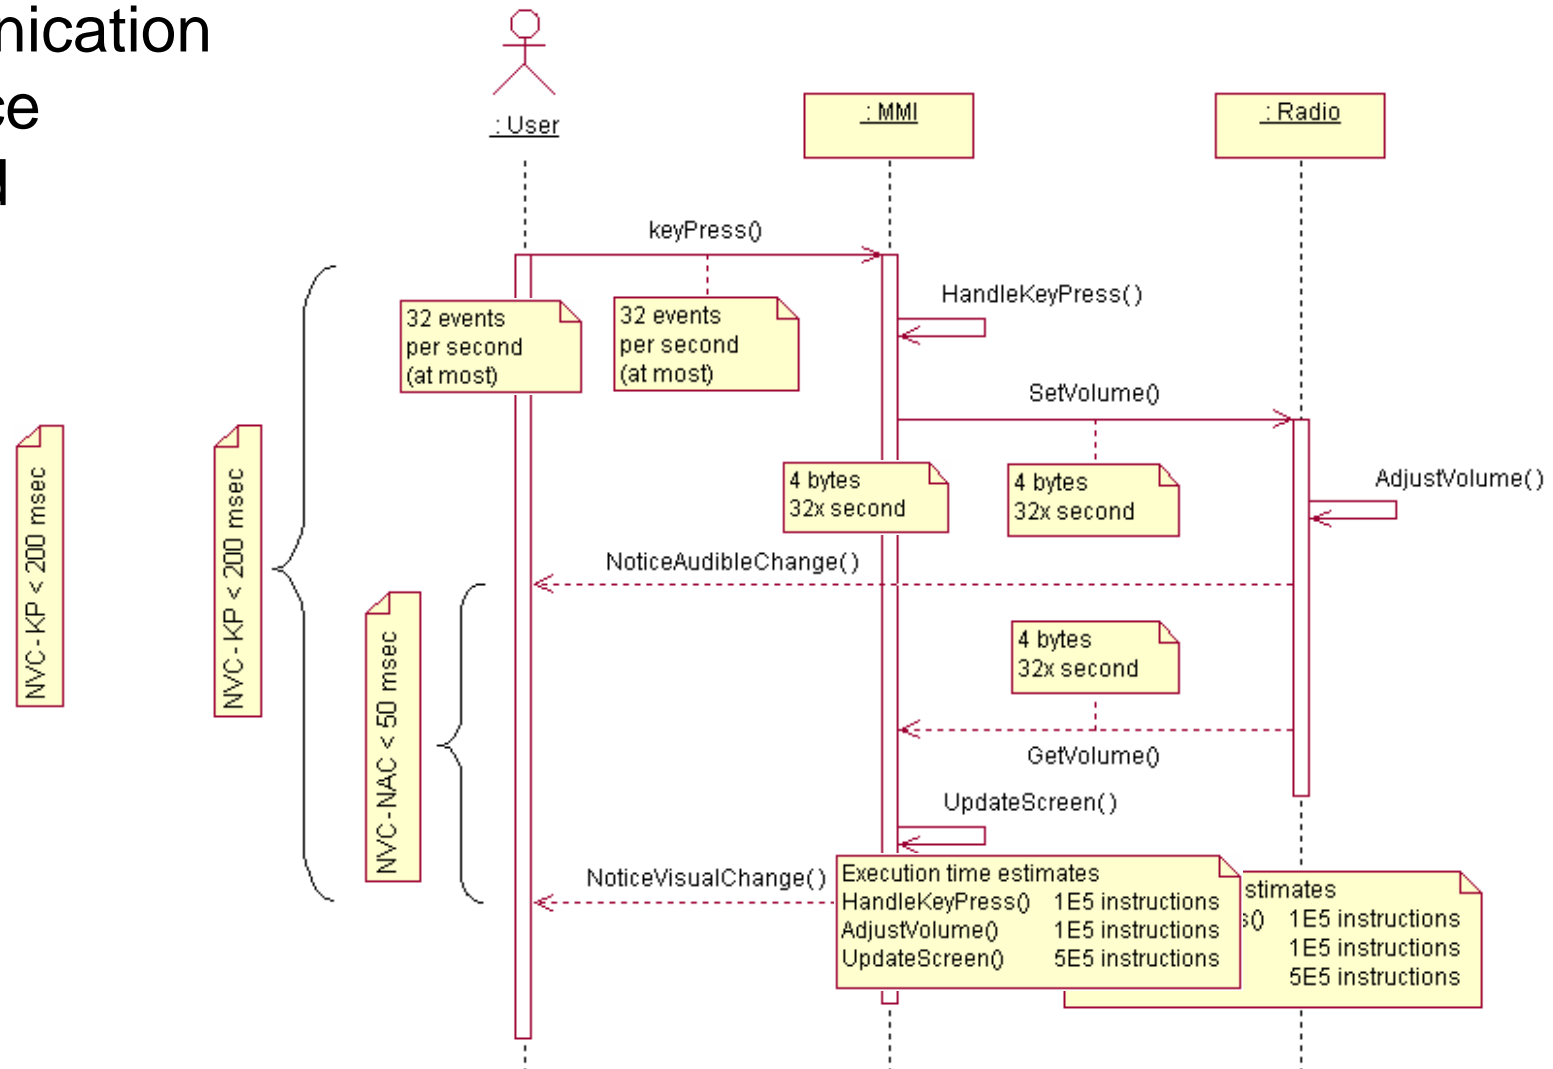 nication
ce
d
: User
: MMI
: Radio
keyPress()
HandleKeyPress()
32 events
per second
(at most)
32 events
per second
(at most)
SetVolume()
4 bytes
32x second
4 bytes
32x second
AdjustVolume()
NVC-KP < 200 msec
NVC-KP < 200 msec
NoticeAudibleChange()
NVC-NAC < 50 msec
4 bytes
32x second
GetVolume()
UpdateScreen()
NoticeVisualChange()
Execution time estimates
HandleKeyPress() 1E5 instructions
AdjustVolume() 1E5 instructions
UpdateScreen() 5E5 instructions
stimates
s() 1E5 instructions
1E5 instructions
5E5 instructions